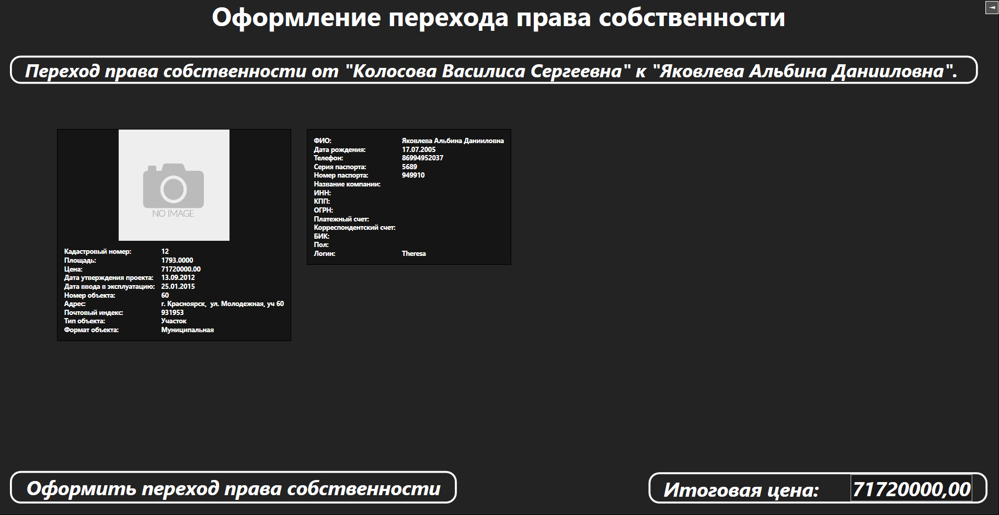 Оформление перехода права собственности
Переход права собственности от "Колосова Василиса Сергеевна" к "Яковлева Альбина Данииловна".
NO IMAGE
Кадастровый номер: 12
Площадь: 1793.0000
Цена: 71720000.00
Дата утверждения проекта: 13.09.2012
Дата ввода в эксплуатацию: 25.01.2015
Номер объекта: 60
Адрес: г. Красноярск,  ул. Молодежная, уч 60
Почтовый индекс: 931953
Тип объекта: Участок
Формат объекта: Муниципальная
ФИО: Яковлева Альбина Данииловна
Дата рождения: 17.07.2005
Телефон: 86994952037
Серия паспорта: 5689
Номер паспорта: 949910
Название компании:
ИНН:
КПП:
ОГРН:
Платежный счет:
Корреспондентский счет:
БИК:
Пол:
Логин: Theresa
Оформить переход права собственности
Итоговая цена: 71720000,00